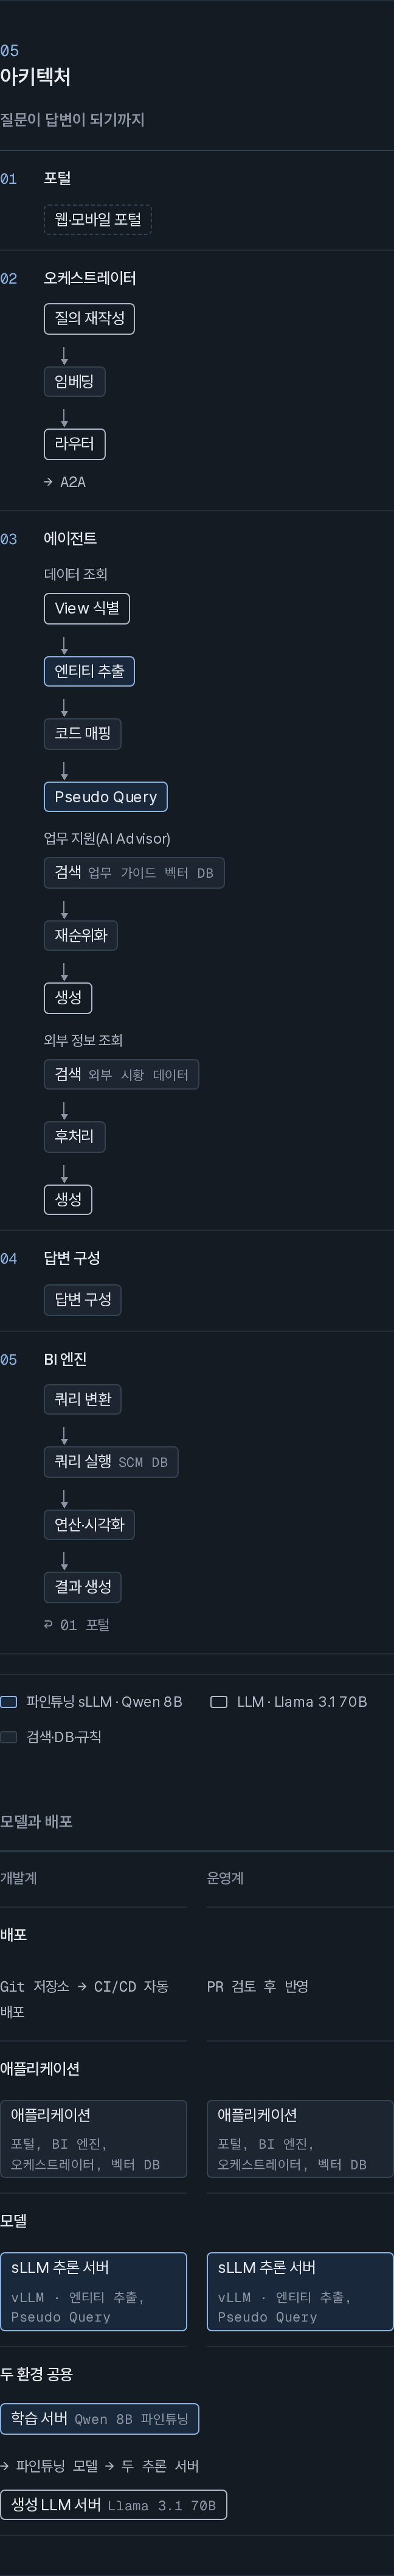 05
아키텍처
질문이 답변이 되기까지
01 포털
웹·모바일 포털
02 오케스트레이터
질의 재작성
임베딩
라우터
→ A2A
03 에이전트
데이터 조회
View 식별
엔티티 추출
코드 매핑
Pseudo Query
업무 지원(AI Advisor)
검색 업무 가이드 벡터 DB
재순위화
생성
외부 정보 조회
검색 외부 시황 데이터
후처리
생성
04 답변 구성
답변 구성
05 BI 엔진
쿼리 변환
쿼리 실행 SCM DB
연산·시각화
결과 생성
↩ 01 포털
파인튜닝 sLLM · Qwen 8B LLM · Llama 3.1 70B
검색·DB·규칙
모델과 배포
개발계 운영계
배포
Git 저장소 → CI/CD 자동 PR 검토 후 반영
배포
애플리케이션
애플리케이션 애플리케이션
포털, BI 엔진, 포털, BI 엔진,
오케스트레이터, 벡터 DB 오케스트레이터, 벡터 DB
모델
sLLM 추론 서버 sLLM 추론 서버
vLLM · 엔티티 추출, vLLM · 엔티티 추출,
Pseudo Query Pseudo Query
두 환경 공용
학습 서버 Qwen 8B 파인튜닝
→ 파인튜닝 모델 → 두 추론 서버
생성 LLM 서버 Llama 3.1 70B